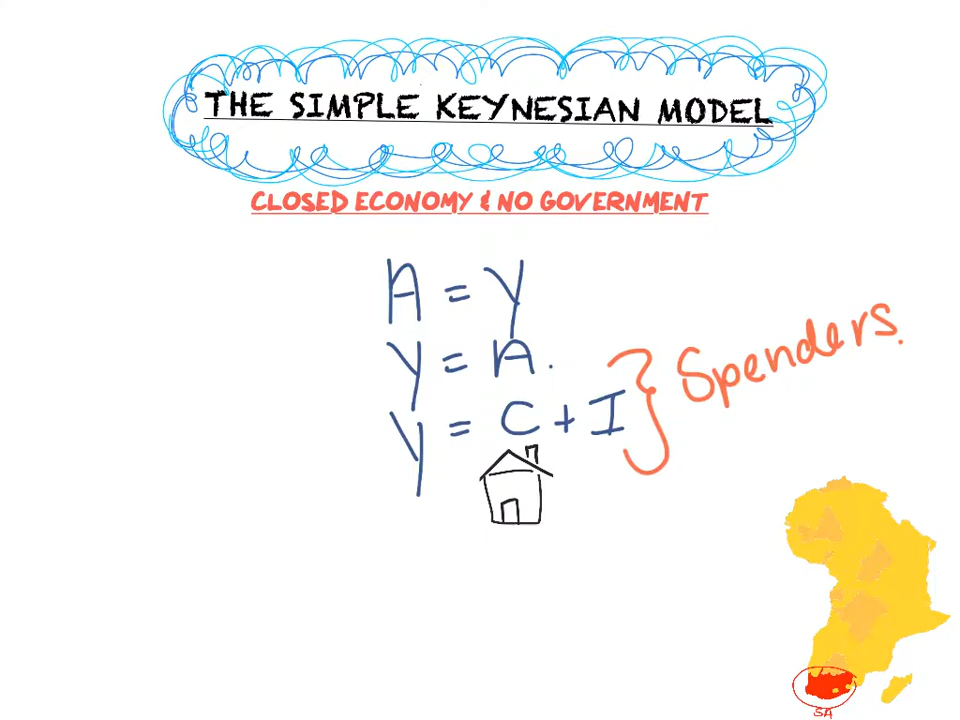 THE SIMPLE KEYNESIAN MODEL
CLOSED ECONOMY & NO GOVERNMENT
A = Y
Y = A.
Y = C + I } Spenders.
SA